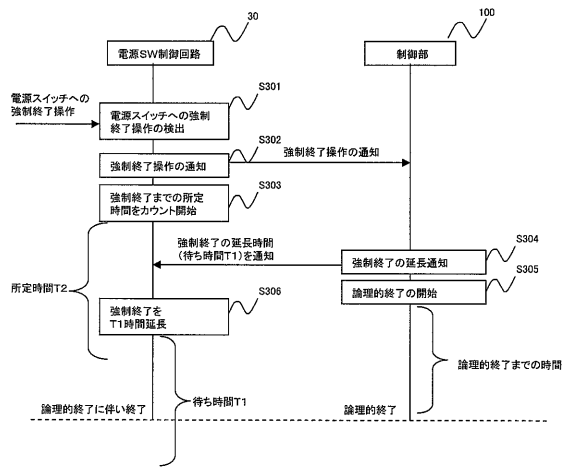 30
100
電源SW制御回路
制御部
S301
電源スイッチへの
強制終了操作
電源スイッチへの強制
終了操作の検出
S302
強制終了操作の通知
強制終了操作の通知
S303
強制終了までの所定
時間をカウント開始
強制終了の延長時間
(待ち時間T1)を通知
S304
強制終了の延長通知
S305
所定時間T2
S306
論理的終了の開始
強制終了を
T1時間延長
論理的終了までの時間
待ち時間T1
論理的終了に伴い終了
論理的終了